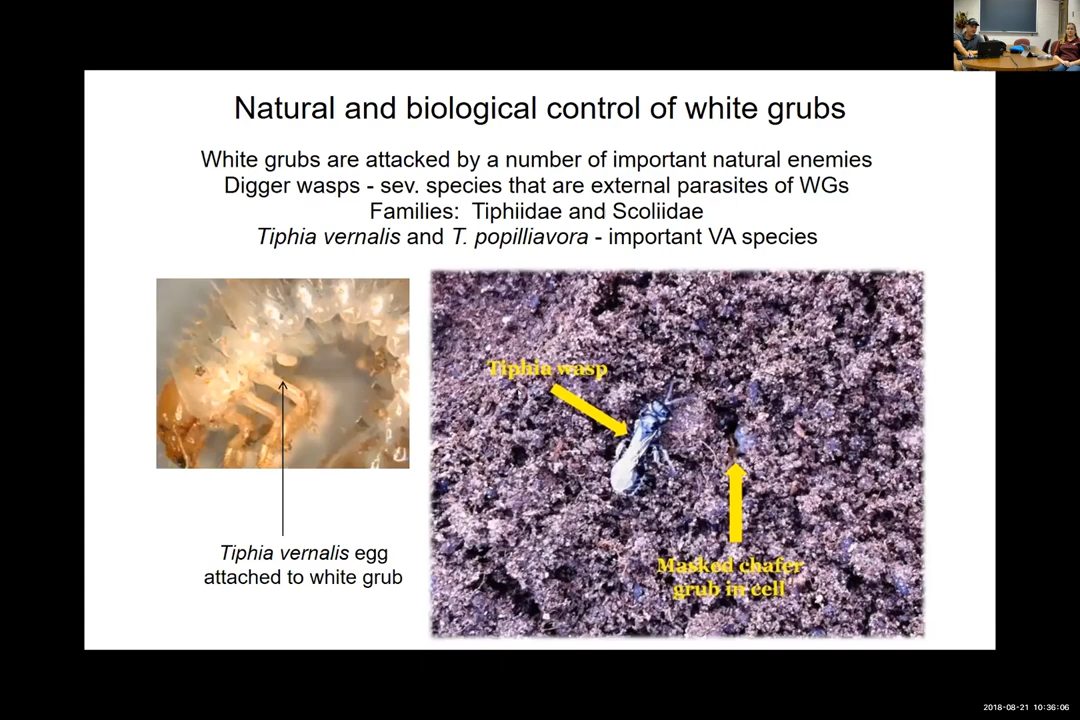 Natural and biological control of white grubs
White grubs are attacked by a number of important natural enemies
Digger wasps - sev. species that are external parasites of WGs
Families: Tiphiidae and Scoliidae
Tiphia vernalis and T. popilliavora - important VA species
Tiphia wasp
Masked chafer
grub in cell
Tiphia vernalis egg
attached to white grub
2018-08-21 10:36:06